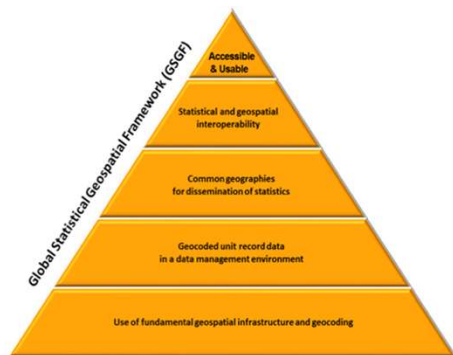 Global Statistical Geospatial Framework (GSGF)
Accessible
& Usable
Statistical and geospatial
interoperability
Common geographies
for dissemination of statistics
Geocoded unit record data
in a data management environment
Use of fundamental geospatial infrastructure and geocoding